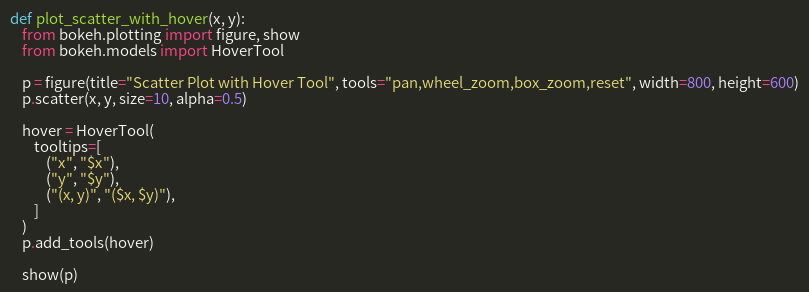 def plot_scatter_with_hover(x, y):
    from bokeh.plotting import figure, show
    from bokeh.models import HoverTool

    p = figure(title="Scatter Plot with Hover Tool", tools="pan,wheel_zoom,box_zoom,reset", width=800, height=600)
    p.scatter(x, y, size=10, alpha=0.5)

    hover = HoverTool(
        tooltips=[
            ("x", "$x"),
            ("y", "$y"),
            ("(x, y)", "($x, $y)"),
        ]
    )
    p.add_tools(hover)

    show(p)